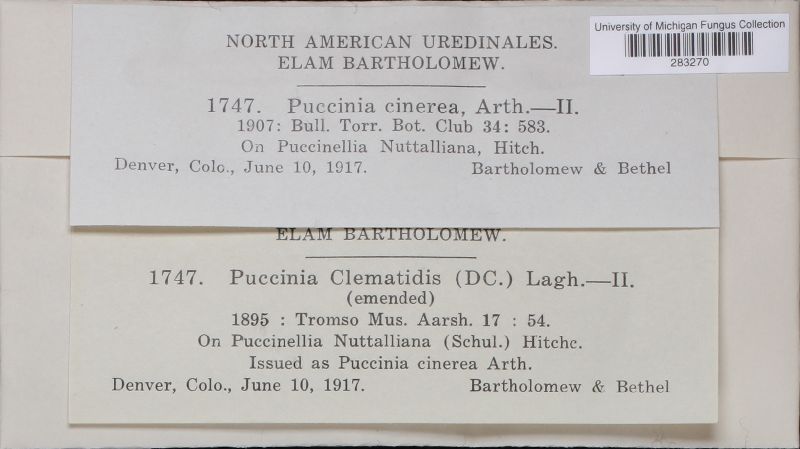 University of Michigan Fungus Collection
283270
NORTH AMERICAN UREDINALES.
ELAM BARTHOLOMEW.
1747. Puccinia cinerea, Arth.—II.
1907: Bull. Torr. Bot. Club 34: 583.
On Puccinellia Nuttalliana, Hitch.
Denver, Colo., June 10, 1917. Bartholomew & Bethel
ELAM BARTHOLOMEW.
1747. Puccinia Clematidis (DC.) Lagh.—II.
(emended)
1895 : Tromso Mus. Aarsh. 17 : 54.
On Puccinellia Nuttalliana (Schul.) Hitchc.
Issued as Puccinia cinerea Arth.
Denver, Colo., June 10, 1917. Bartholomew & Bethel